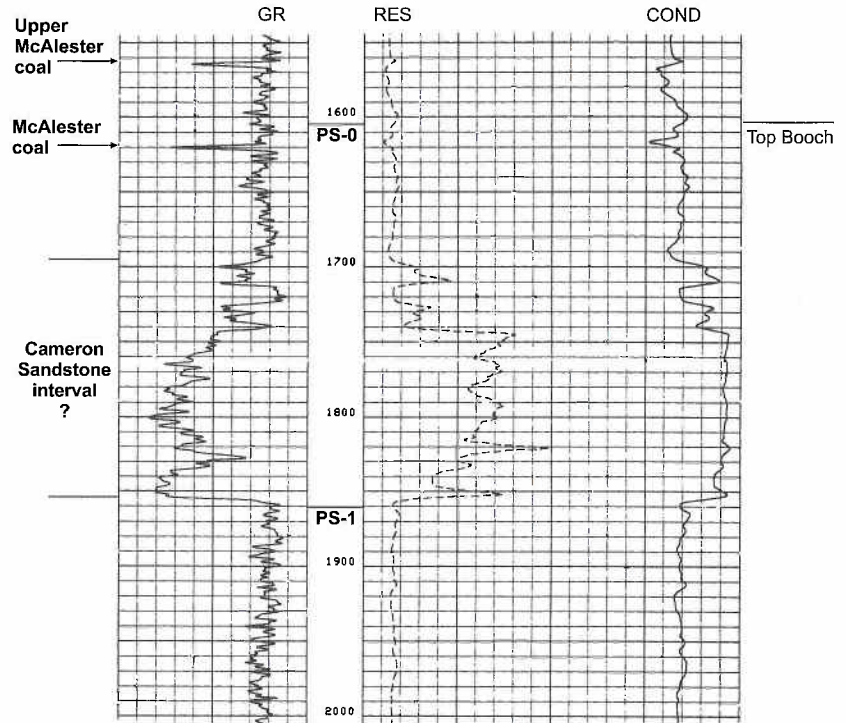 GR
RES
COND
Upper
McAlester
coal
1600
PS-0
Top Booch
McAlester
coal
1700
Cameron
Sandstone
interval
?
1800
PS-1
1900
2000